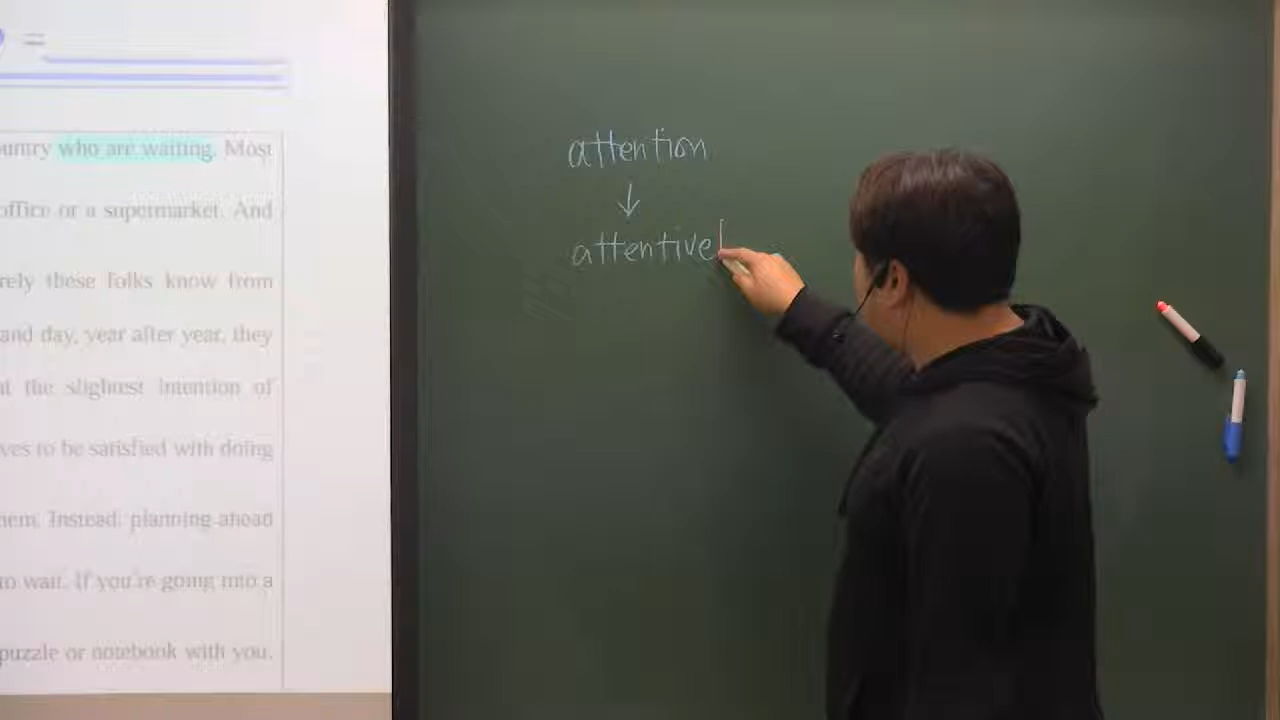 =
untry who are waiting. Most
office or a supermarket. And
rely these folks know from
and day, year after year, they
at the slightest intention of
ves to be satisfied with doing
hem. Instead, planning ahead
to wait. If you're going into a
puzzle or notebook with you.
attention
↓
attentivel